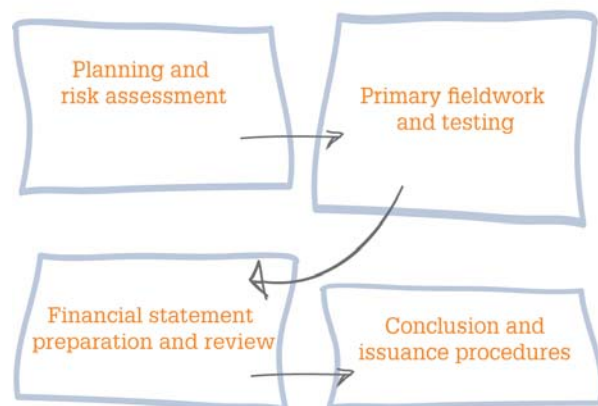 Planning and
risk assessment
Primary fieldwork
and testing
Financial statement
preparation and review
Conclusion and
issuance procedures